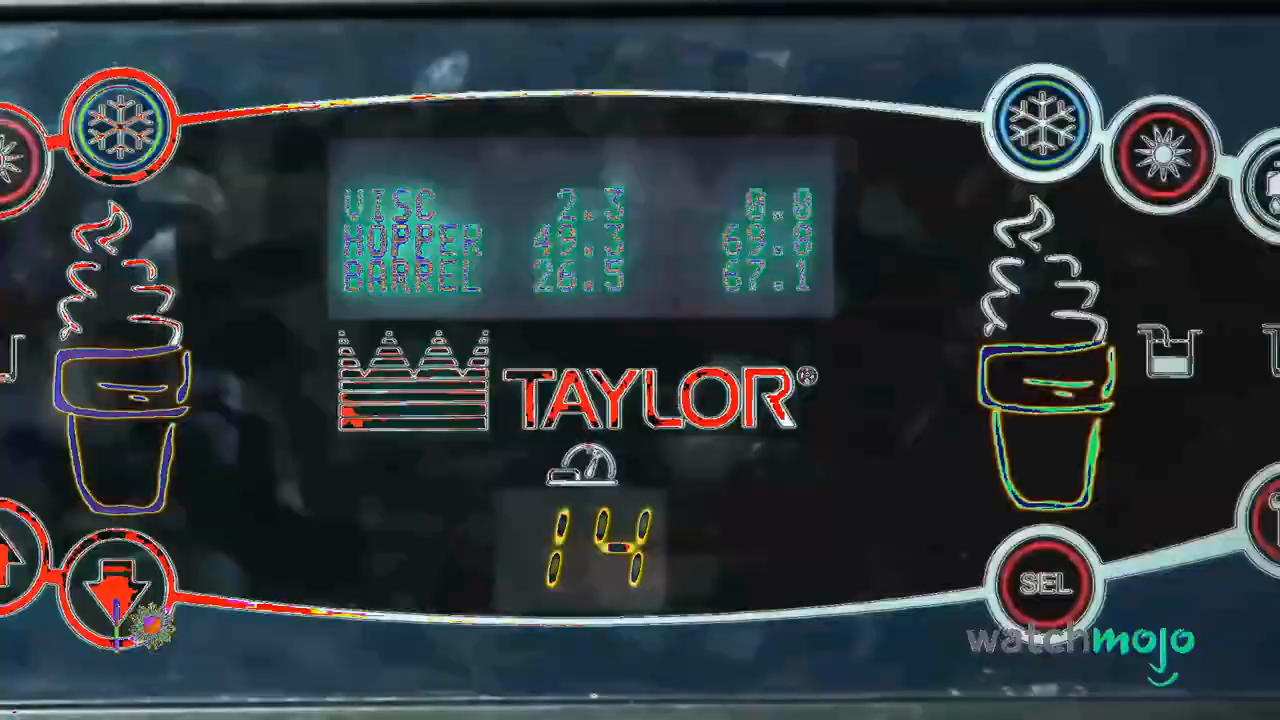 VISC 2.3 0.0
HOPPER 49.3 69.8
BARREL 26.5 67.1
TAYLOR®
14
SEL
watchmojo